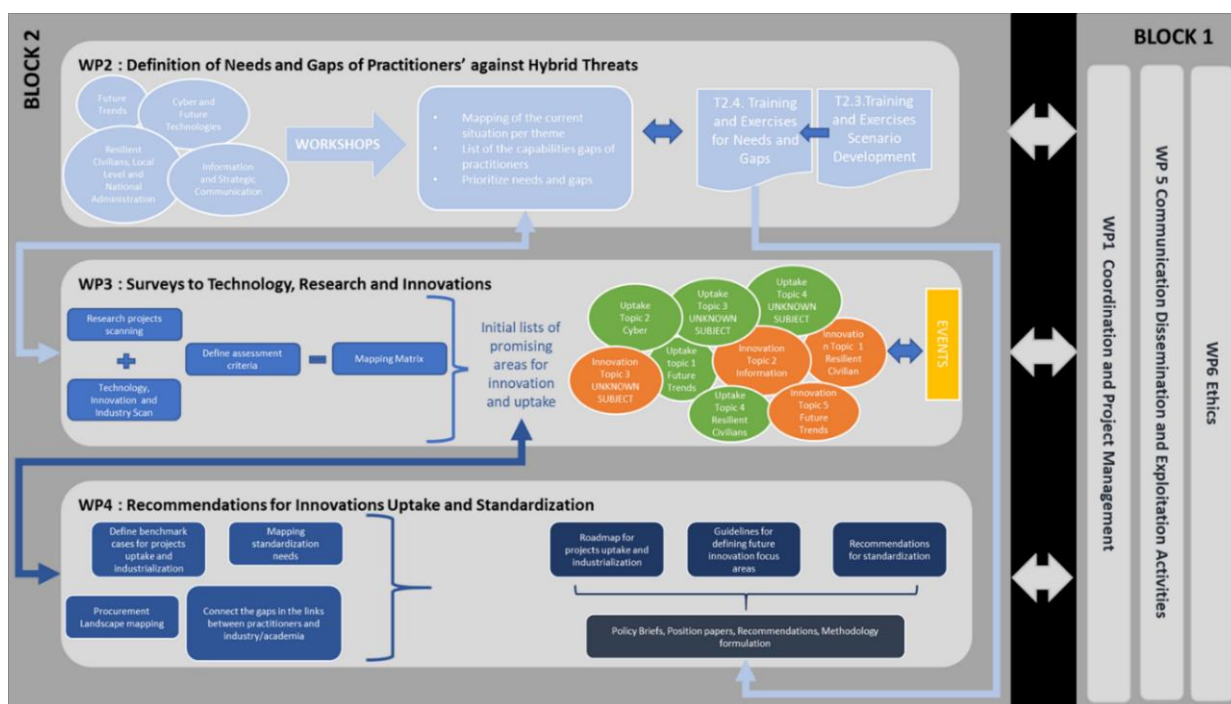 BLOCK 2
BLOCK 1
WP2 : Definition of Needs and Gaps of Practitioners’ against Hybrid Threats
Future
Trends
Cyber and
Future
Technologies
Resilient
Civilians, Local
Level and
National
Administration
Information
and Strategic
Communication
WORKSHOPS
• Mapping of the current
situation per theme
• List of the capabilities gaps of
practitioners
• Prioritize needs and gaps
T2.4. Training
and Exercises
for Needs and
Gaps
T2.3.Training
and Exercises
Scenario
Development
WP3 : Surveys to Technology, Research and Innovations
Research projects
scanning
Technology,
Innovation and
Industry Scan
Define assessment
criteria
Mapping Matrix
Initial lists of
promising
areas for
innovation
and uptake
Uptake
Topic 2
Cyber
Uptake
Topic 3
UNKNOWN
SUBJECT
Uptake
Topic 4
UNKNOWN
SUBJECT
Innovation
Topic 3
UNKNOWN
SUBJECT
Uptake
topic 1
Future
Trends
Innovation
Topic 2
Information
Innovatio
n Topic 1
Resilient
Civilian
Uptake
Topic 4
Resilient
Civilians
Innovation
Topic 5
Future
Trends
EVENTS
WP4 : Recommendations for Innovations Uptake and Standardization
Define benchmark
cases for projects
uptake and
industrialization
Mapping
standardization
needs
Procurement
Landscape mapping
Connect the gaps in the links
between practitioners and
industry/academia
Roadmap for
projects uptake and
industrialization
Guidelines for
defining future
innovation focus
areas
Recommendations
for standardization
Policy Briefs, Position papers, Recommendations, Methodology
formulation
WP1 Coordination and Project Management
WP 5 Communication Dissemination and Exploitation Activities
WP6 Ethics